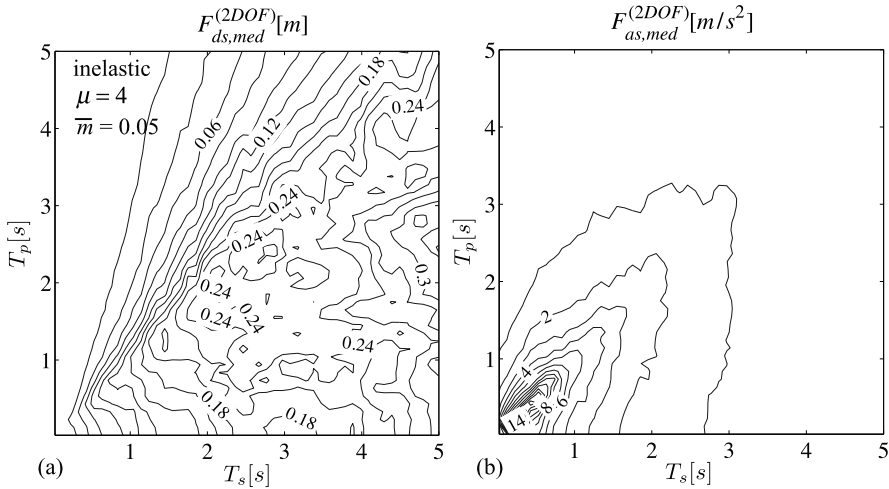 F_{ds,med}^{(2DOF)}[m]
inelastic
μ = 4
m̅ = 0.05
0.06
0.12
0.18
0.24
0.24
0.24
0.24
0.24
0.24
0.3
0.24
0.18
0.18
5
4
3
2
1
T_p[s]
1 2 3 4 5
(a)
T_s[s]
F_{as,med}^{(2DOF)}[m/s²]
2
4
6
8
14
5
4
3
2
1
T_p[s]
1 2 3 4 5
(b)
T_s[s]